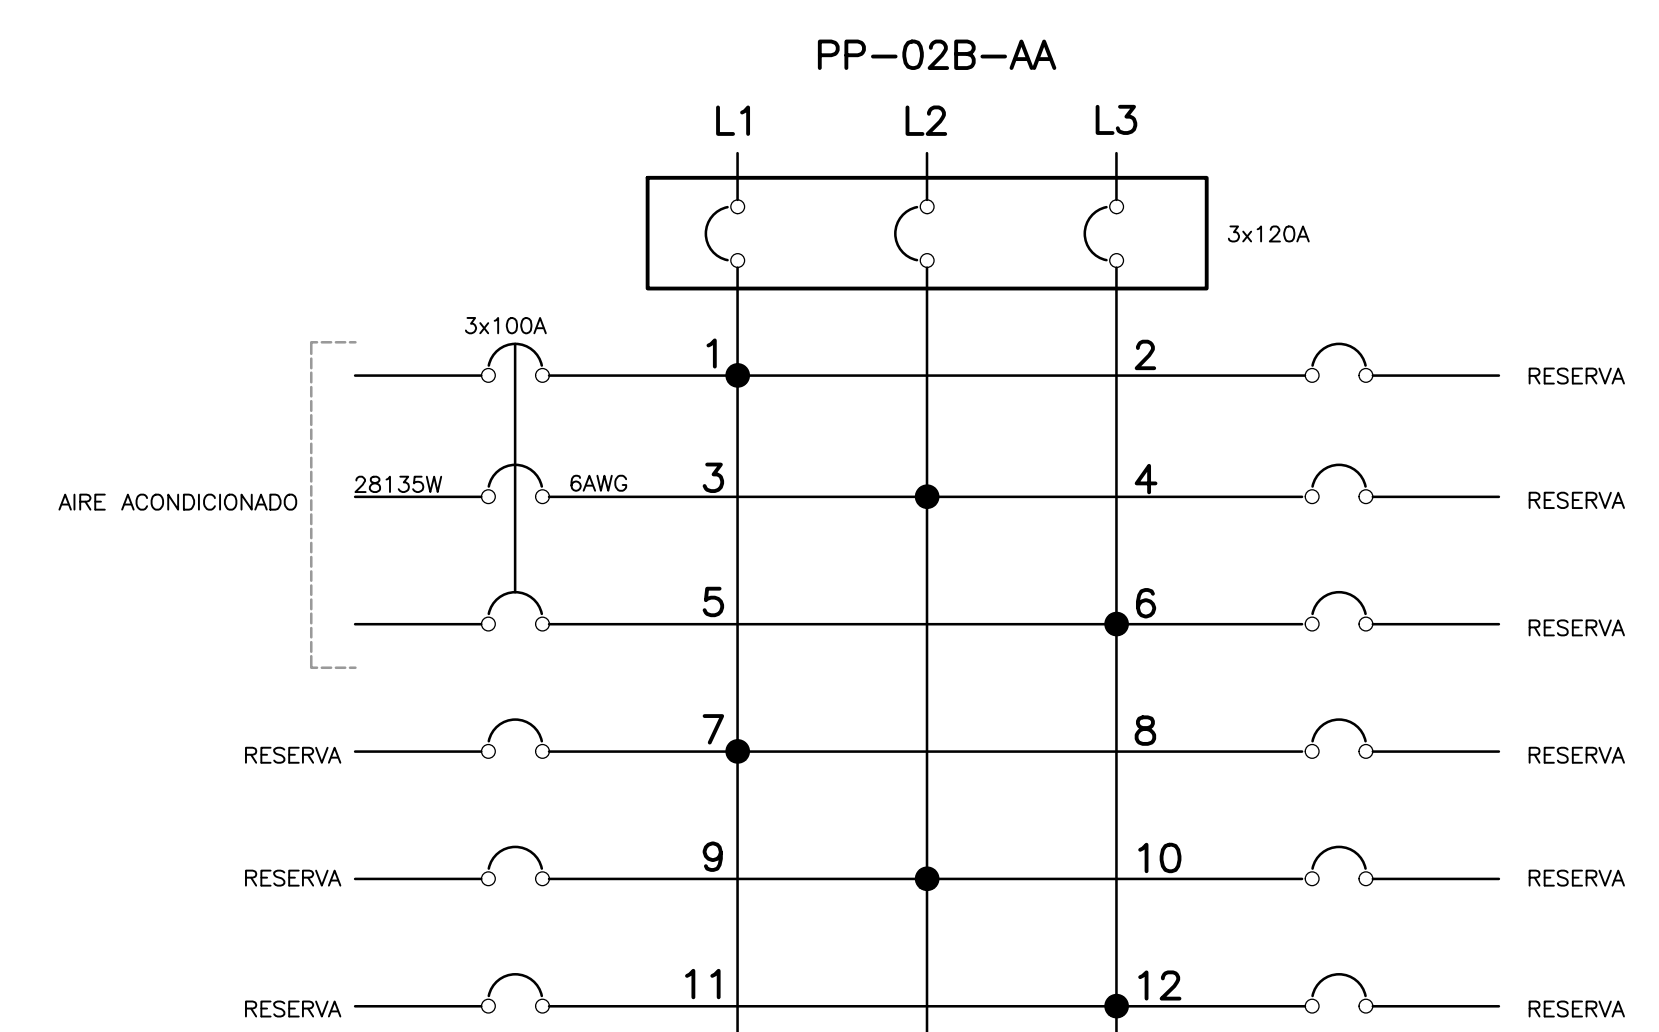 PP-02B-AA
L1 L2 L3
3x120A
3x100A
1 2 RESERVA
AIRE ACONDICIONADO 28135W 6AWG 3 4 RESERVA
5 6 RESERVA
RESERVA 7 8 RESERVA
RESERVA 9 10 RESERVA
RESERVA 11 12 RESERVA